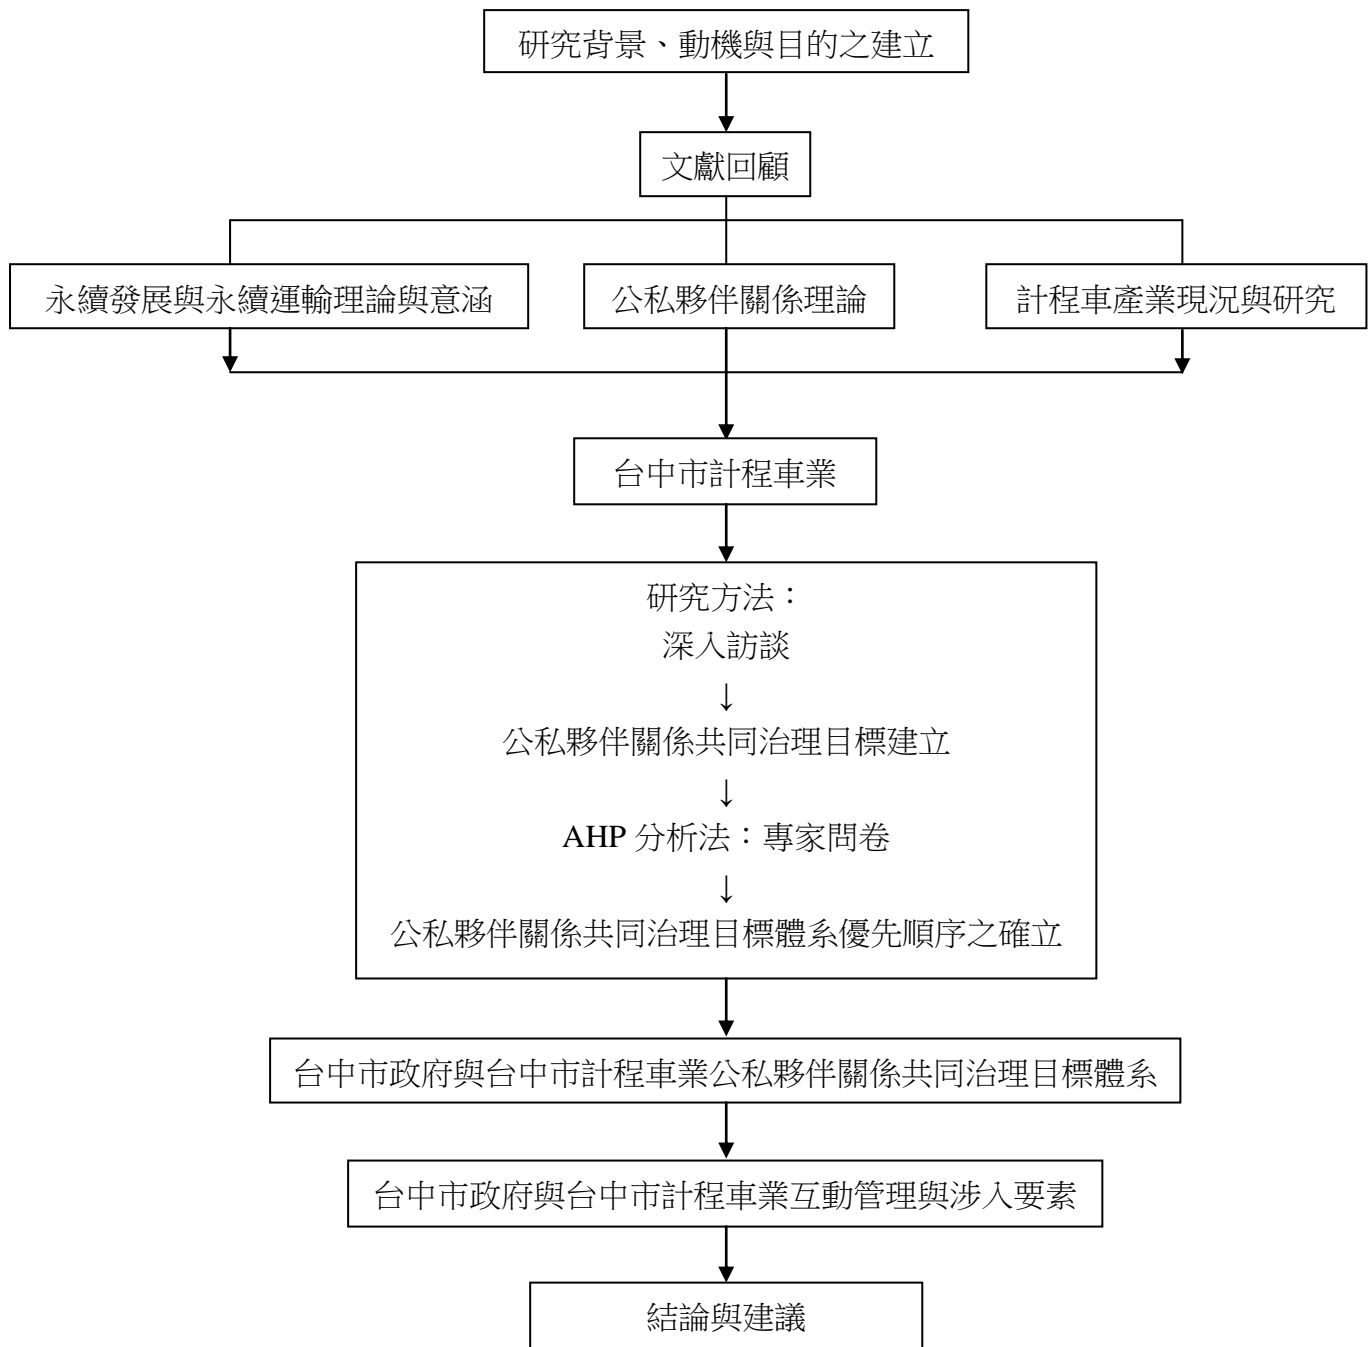 研究背景、動機與目的之建立
文獻回顧
永續發展與永續運輸理論與意涵
公私夥伴關係理論
計程車產業現況與研究
台中市計程車業
研究方法：
深入訪談
↓
公私夥伴關係共同治理目標建立
↓
AHP 分析法：專家問卷
↓
公私夥伴關係共同治理目標體系優先順序之確立
台中市政府與台中市計程車業公私夥伴關係共同治理目標體系
台中市政府與台中市計程車業互動管理與涉入要素
結論與建議